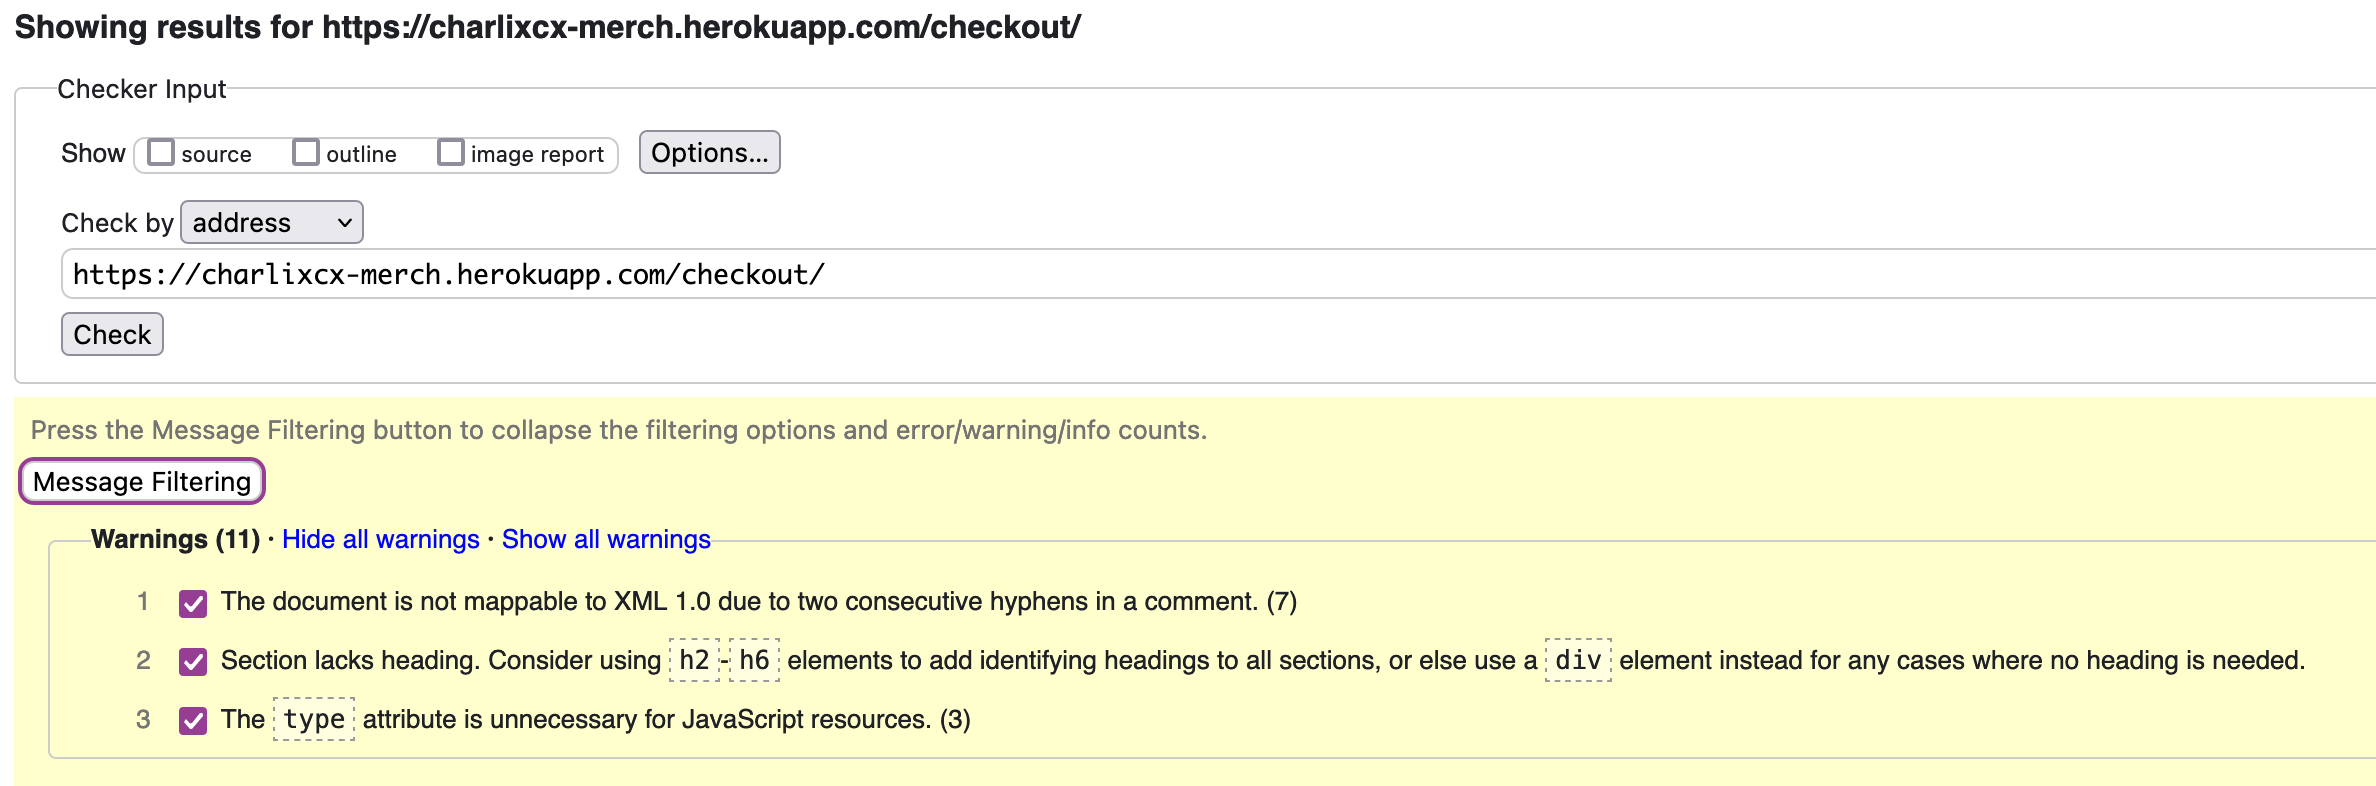 Showing results for https://charlixcx-merch.herokuapp.com/checkout/
Checker Input
Show source outline image report Options...
Check by address
https://charlixcx-merch.herokuapp.com/checkout/
Check
Press the Message Filtering button to collapse the filtering options and error/warning/info counts.
Message Filtering
Warnings (11) · Hide all warnings · Show all warnings
1 The document is not mappable to XML 1.0 due to two consecutive hyphens in a comment. (7)
2 Section lacks heading. Consider using h2-h6 elements to add identifying headings to all sections, or else use a div element instead for any cases where no heading is needed.
3 The type attribute is unnecessary for JavaScript resources. (3)